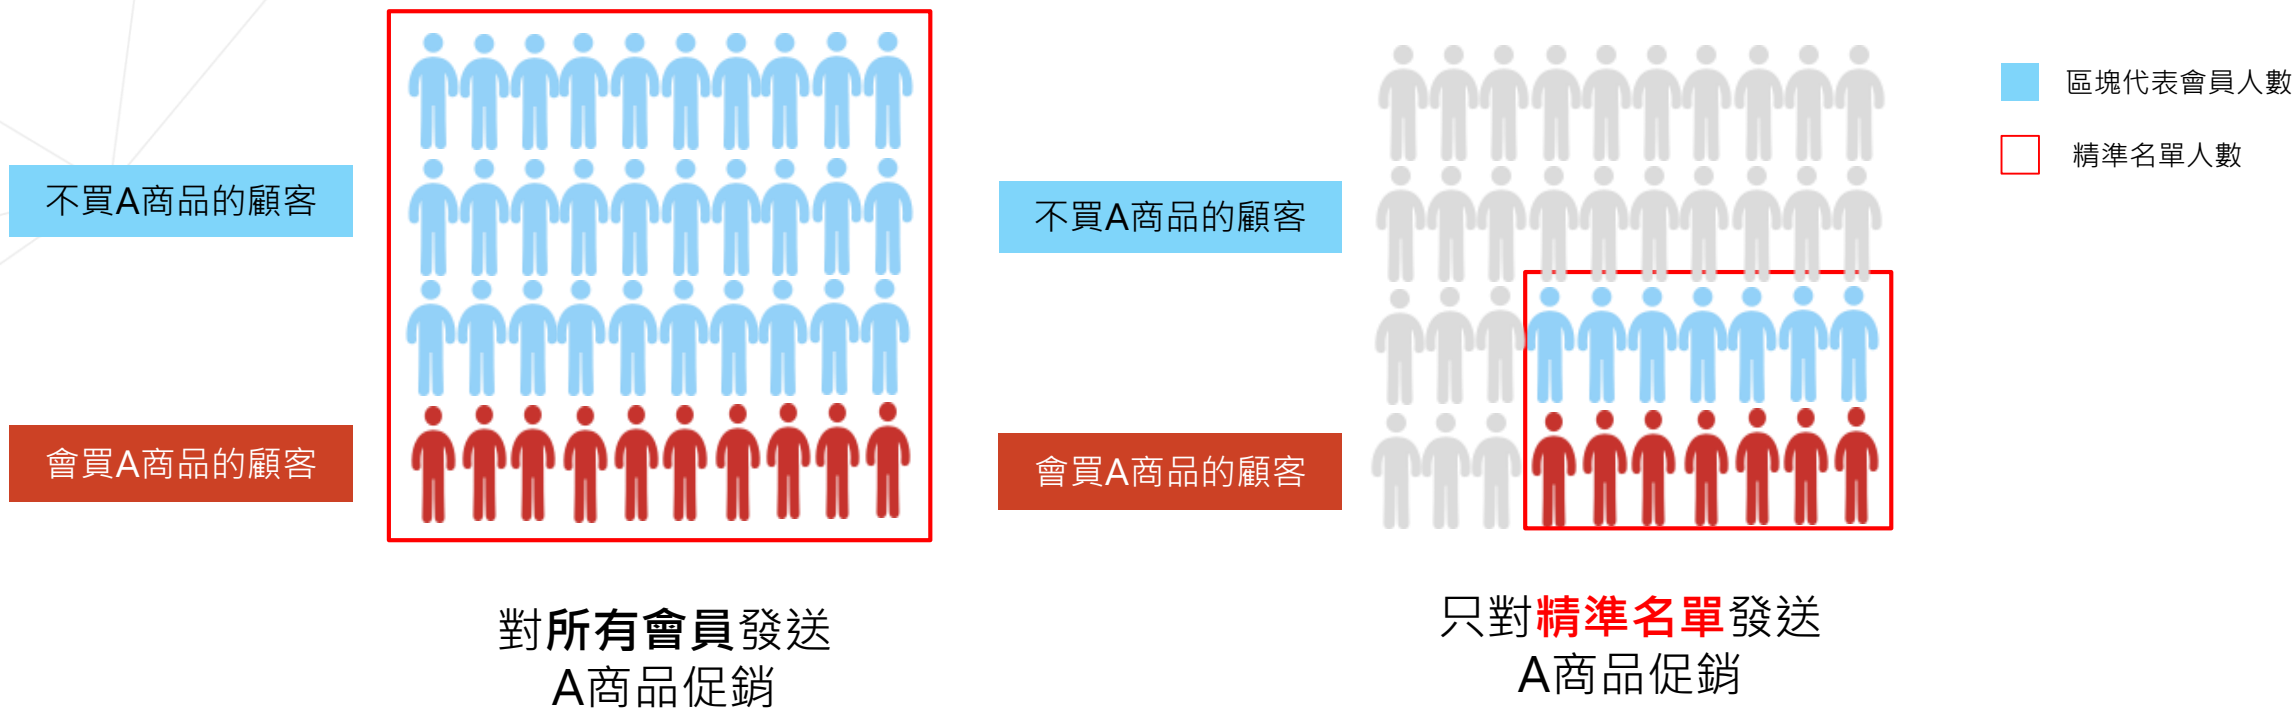 不買A商品的顧客
會買A商品的顧客
對所有會員發送
A商品促銷
不買A商品的顧客
會買A商品的顧客
只對精準名單發送
A商品促銷
區塊代表會員人數
精準名單人數